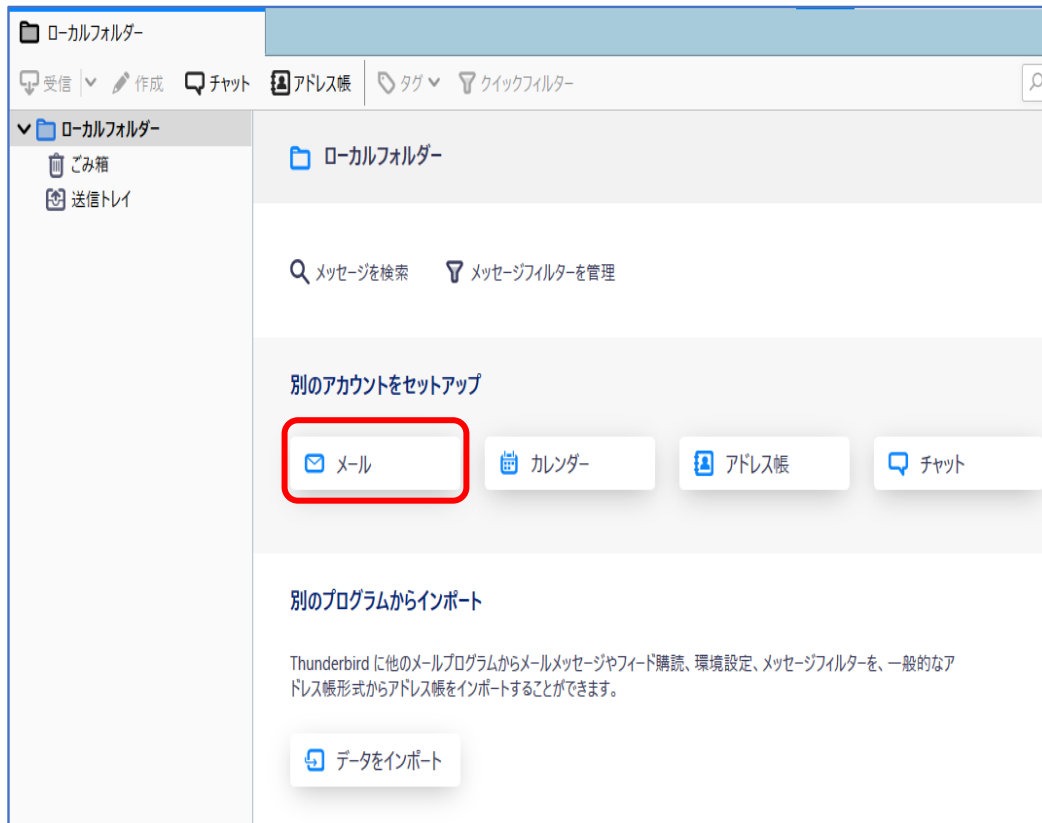 ローカルフォルダー
受信 作成 チャット アドレス帳 タグ クイックフィルター
ローカルフォルダー
ごみ箱
送信トレイ
ローカルフォルダー
メッセージを検索 メッセージフィルターを管理
別のアカウントをセットアップ
メール カレンダー アドレス帳 チャット
別のプログラムからインポート
Thunderbird に他のメールプログラムからメールメッセージやフィード購読、環境設定、メッセージフィルターを、一般的なア
ドレス帳形式からアドレス帳をインポートすることができます。
データをインポート